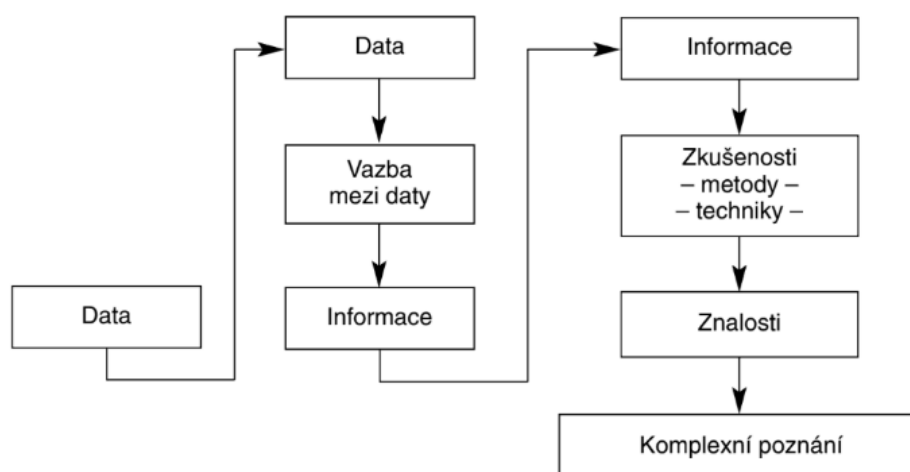 Data
Data
Vazba
mezi daty
Informace
Informace
Zkušenosti
– metody –
– techniky –
Znalosti
Komplexní poznání